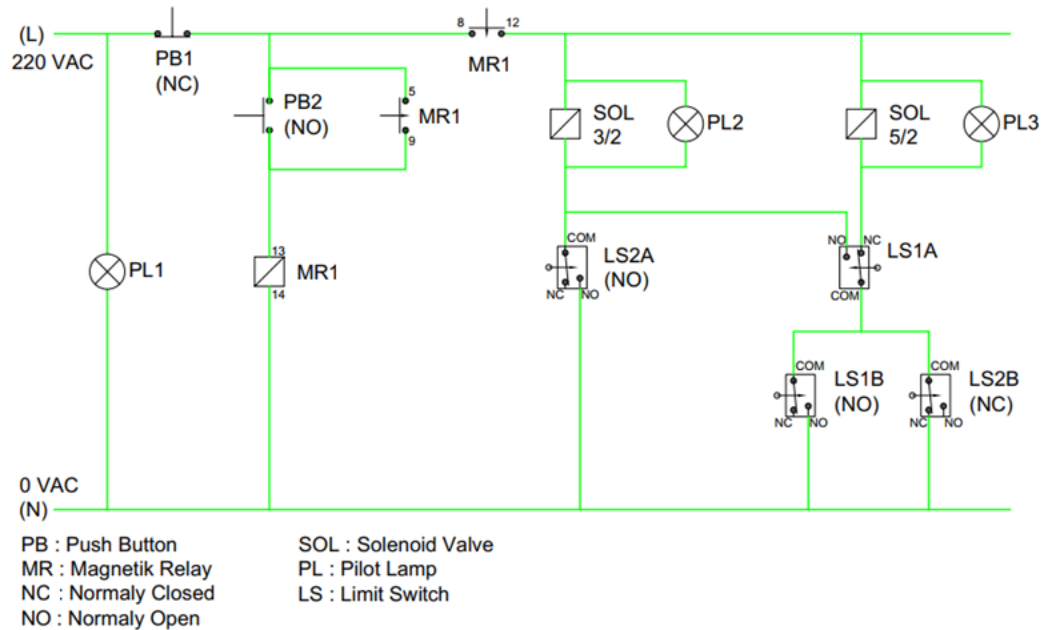 (L)
220 VAC
PB1
(NC)
8
12
MR1
PB2
(NO)
5
9
MR1
SOL
3/2
PL2
SOL
5/2
PL3
PL1
13
14
MR1
COM
NC
NO
LS2A
(NO)
NO
NC
COM
LS1A
COM
NC
NO
LS1B
(NO)
COM
NC
NO
LS2B
(NC)
0 VAC
(N)
PB : Push Button
MR : Magnetik Relay
NC : Normaly Closed
NO : Normaly Open
SOL : Solenoid Valve
PL : Pilot Lamp
LS : Limit Switch